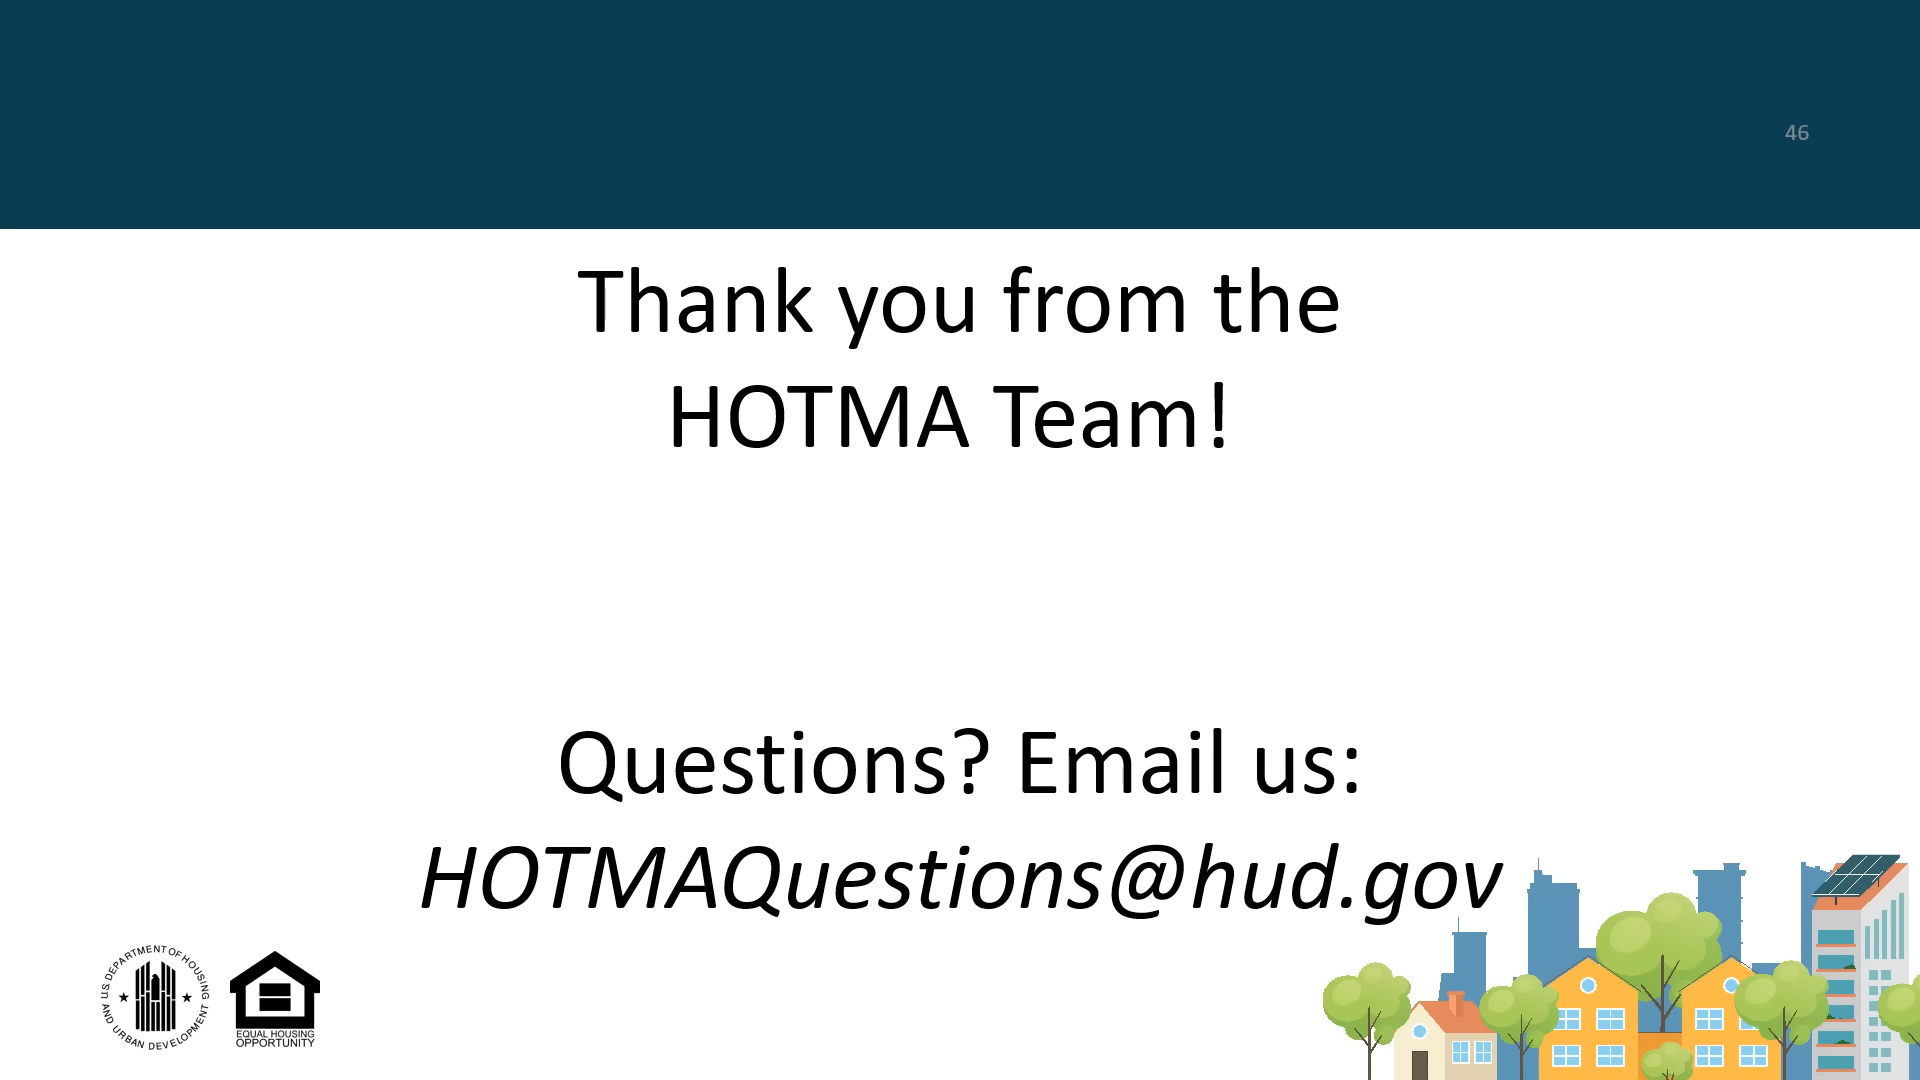 46
Thank you from the
HOTMA Team!
Questions? Email us:
HOTMAQuestions@hud.gov
U.S. DEPARTMENT OF HOUSING
AND URBAN DEVELOPMENT
EQUAL HOUSING
OPPORTUNITY